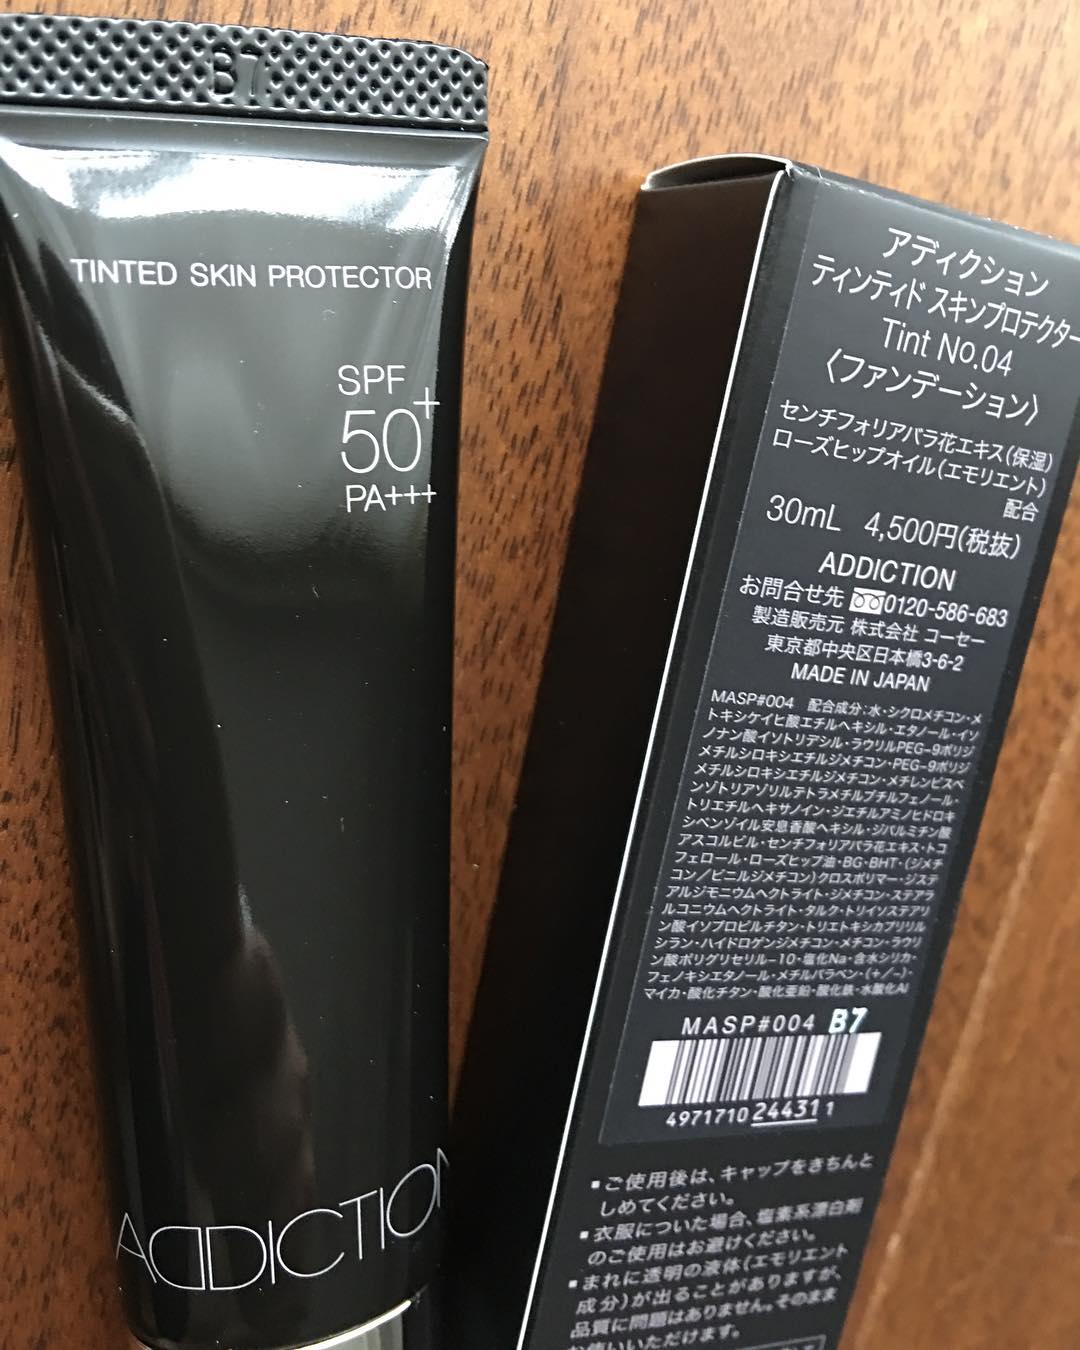 B7
TINTED SKIN PROTECTOR
SPF
50+
PA+++
ADDICTION
アディクション
ティンティド スキンプロテクター
Tint No.04
〈ファンデーション〉
センチフォリアバラ花エキス(保湿)
ローズヒップオイル(エモリエント)
配合
30mL 4,500円(税抜)
ADDICTION
お問合せ先 0120-586-683
製造販売元 株式会社 コーセー
東京都中央区日本橋3-6-2
MADE IN JAPAN
MASP#004 配合成分:水・シクロメチコン・メ
トキシケイヒ酸エチルヘキシル・エタノール・イソ
ノナン酸イソトリデシル・ラウリルPEG-9ポリジ
メチルシロキシエチルジメチコン・PEG-9ポリジ
メチルシロキシエチルジメチコン・メチレンビスベ
ンゾトリアゾリルテトラメチルブチルフェノール・
トリエチルヘキサノイン・ジエチルアミノヒドロキ
シベンゾイル安息香酸ヘキシル・ジパルミチン酸
アスコルビル・センチフォリアバラ花エキス・トコ
フェロール・ローズヒップ油・BG・BHT・(ジメチ
コン/ビニルジメチコン)クロスポリマー・ジステ
アルジモニウムヘクトライト・ジメチコン・ステアラ
ルコニウムヘクトライト・タルク・トリイソステアリ
ン酸イソプロピルチタン・トリエトキシカプリリル
シラン・ハイドロゲンジメチコン・メチコン・ラウリ
ン酸ポリグリセリル-10・塩化Na・含水シリカ・
フェノキシエタノール・メチルパラベン・(+/-)・
マイカ・酸化チタン・酸化亜鉛・酸化鉄・水酸化Al
MASP#004 B7
4971710 244311
▪ご使用後は、キャップをきちんと
しめてください。
▪衣服についた場合、塩素系漂白剤
のご使用はお避けください。
▪まれに透明の液体(エモリエント
成分)が出ることがありますが、
品質に問題はありません。そのまま
お使いいただけます。